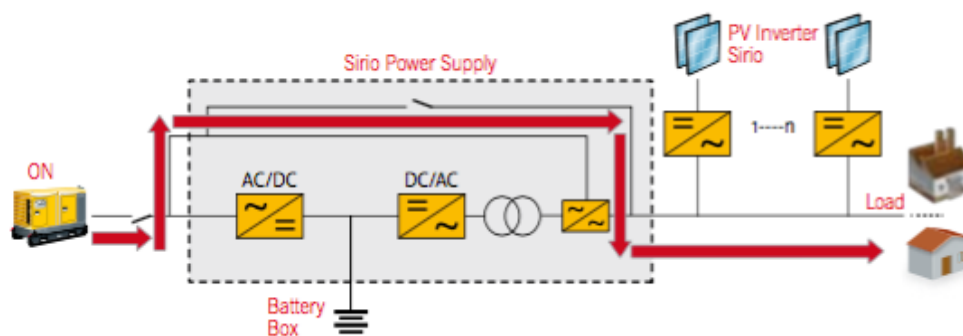 PV Inverter
Sirio
Sirio Power Supply
1----n
ON
AC/DC
DC/AC
Load
Battery
Box